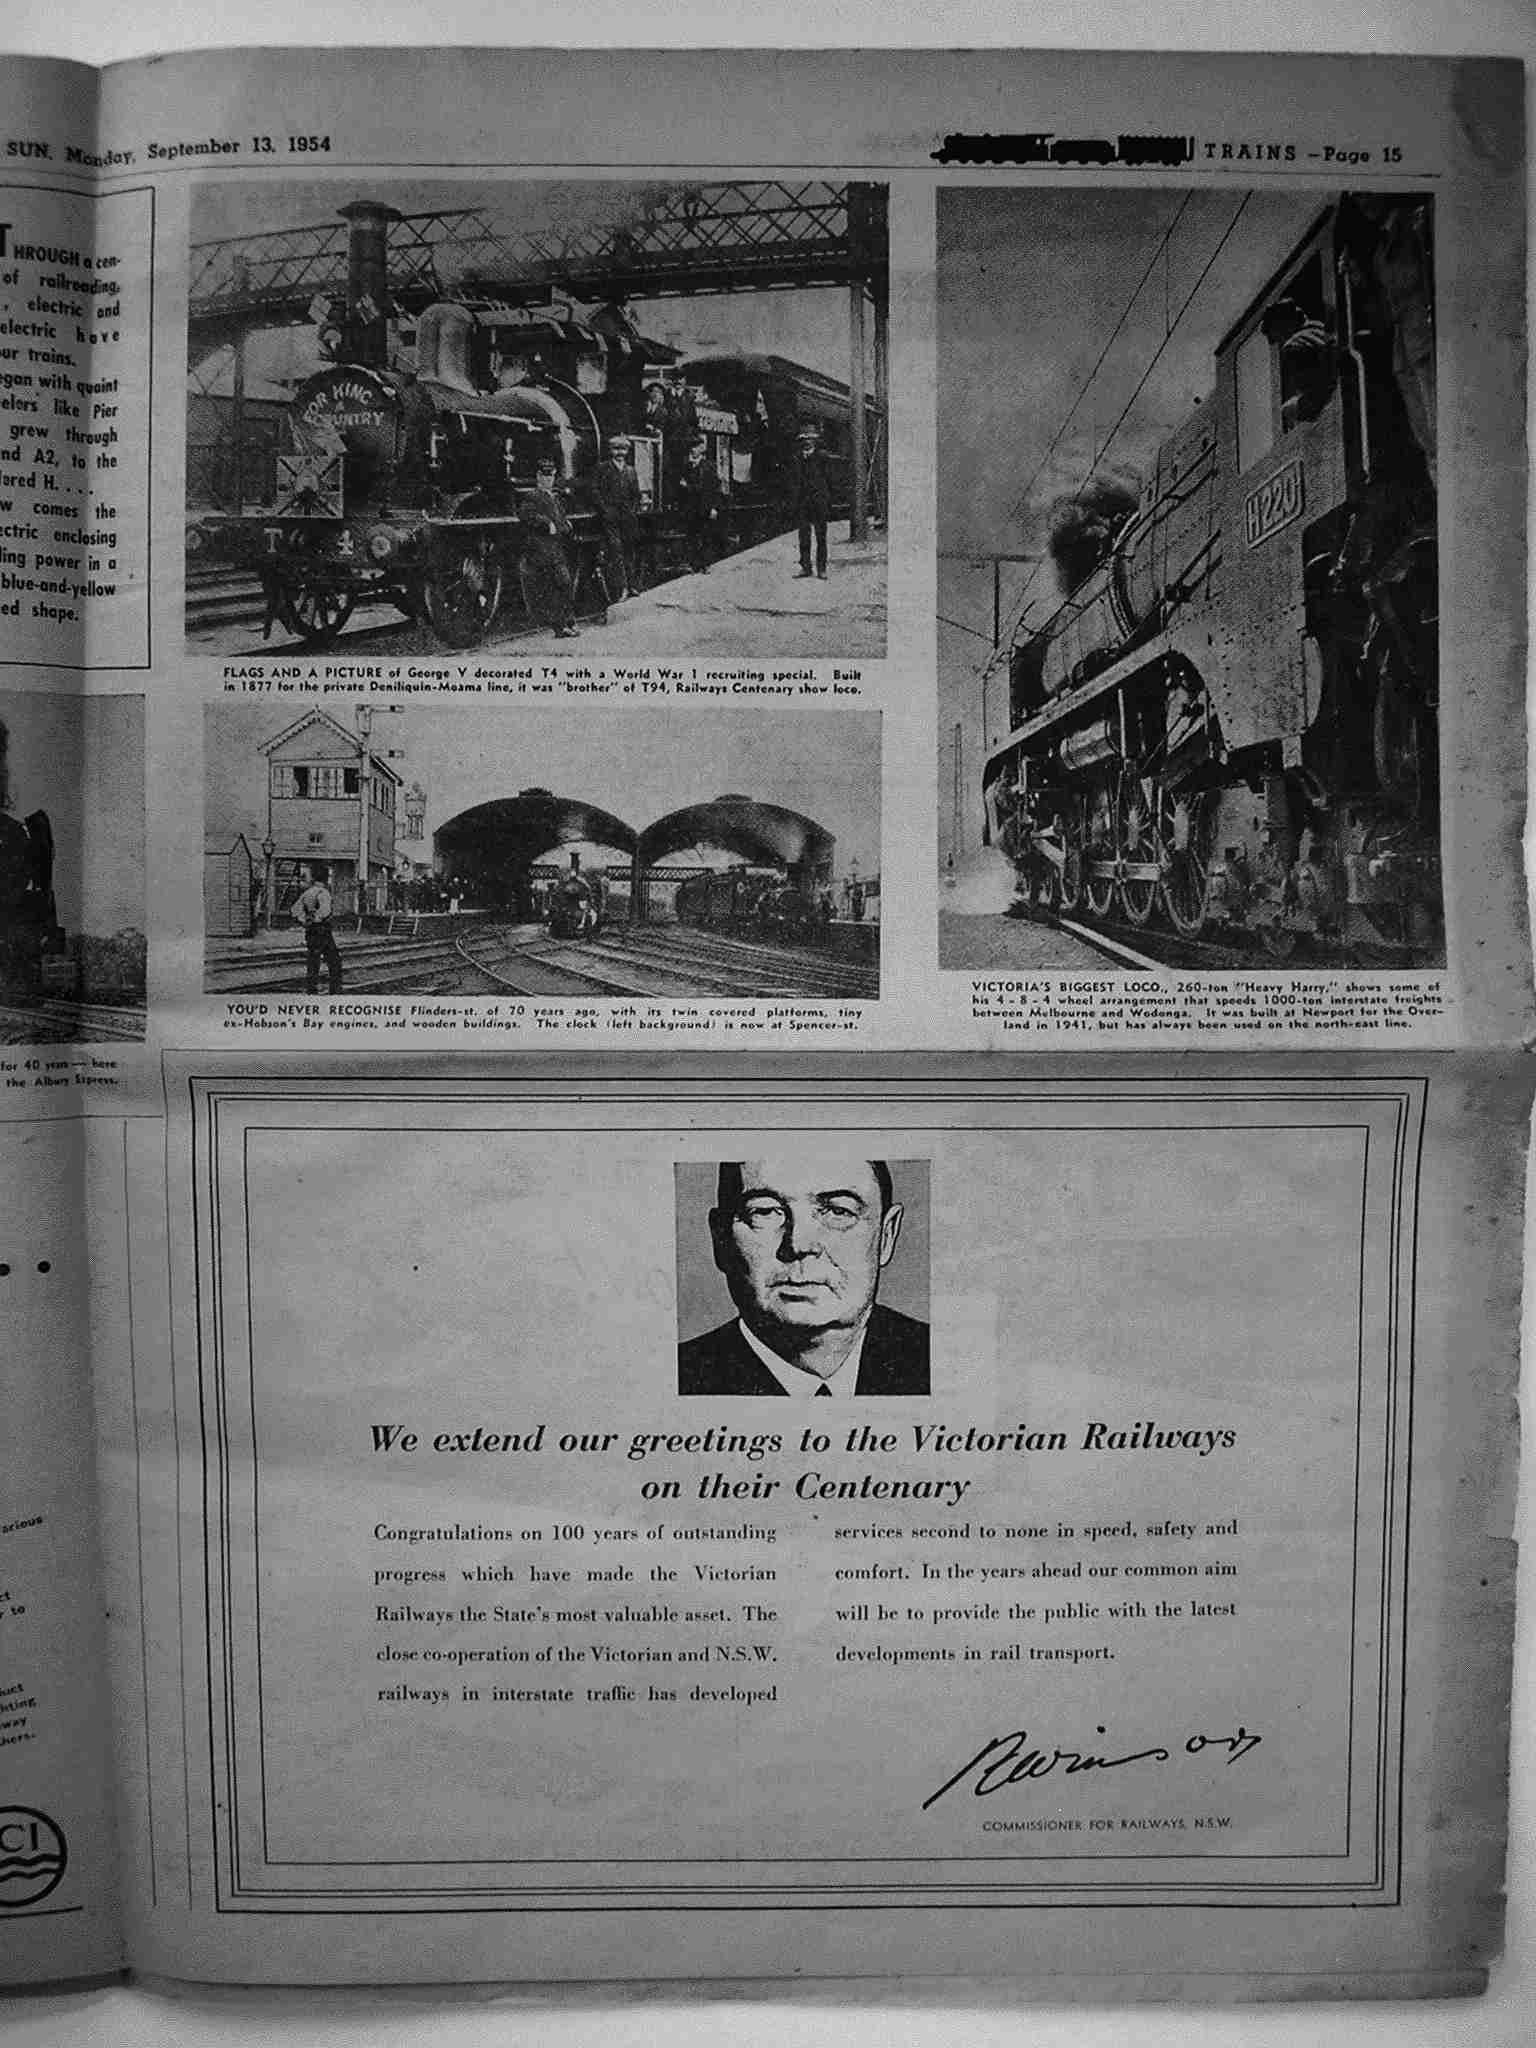 SUN, Monday, September 13, 1954
TRAINS —Page 15
THROUGH a cen-
of railroading,
, electric and
electric have
our trains.
egan with quaint
elers like Pier
grew through
nd A2, to the
lored H. . . .
w comes the
ectric enclosing
ling power in a
blue-and-yellow
ed shape.
FOR KING
&
COUNTRY
T 4
FLAGS AND A PICTURE of George V decorated T4 with a World War 1 recruiting special. Built
in 1877 for the private Deniliquin-Moama line, it was "brother" of T94, Railways Centenary show loco.
YOU'D NEVER RECOGNISE Flinders-st. of 70 years ago, with its twin covered platforms, tiny
ex-Hobson's Bay engines, and wooden buildings. The clock (left background) is now at Spencer-st.
H220
VICTORIA'S BIGGEST LOCO., 260-ton "Heavy Harry," shows some of
his 4 - 8 - 4 wheel arrangement that speeds 1000-ton interstate freights
between Melbourne and Wodonga. It was built at Newport for the Over-
land in 1941, but has always been used on the north-east line.
for 40 years — here
the Albury Express.
We extend our greetings to the Victorian Railways
on their Centenary
Congratulations on 100 years of outstanding
progress which have made the Victorian
Railways the State's most valuable asset. The
close co-operation of the Victorian and N.S.W.
railways in interstate traffic has developed
services second to none in speed, safety and
comfort. In the years ahead our common aim
will be to provide the public with the latest
developments in rail transport.
COMMISSIONER FOR RAILWAYS, N.S.W.
arious
ct
r to
duct
hting
way
thers.
CI